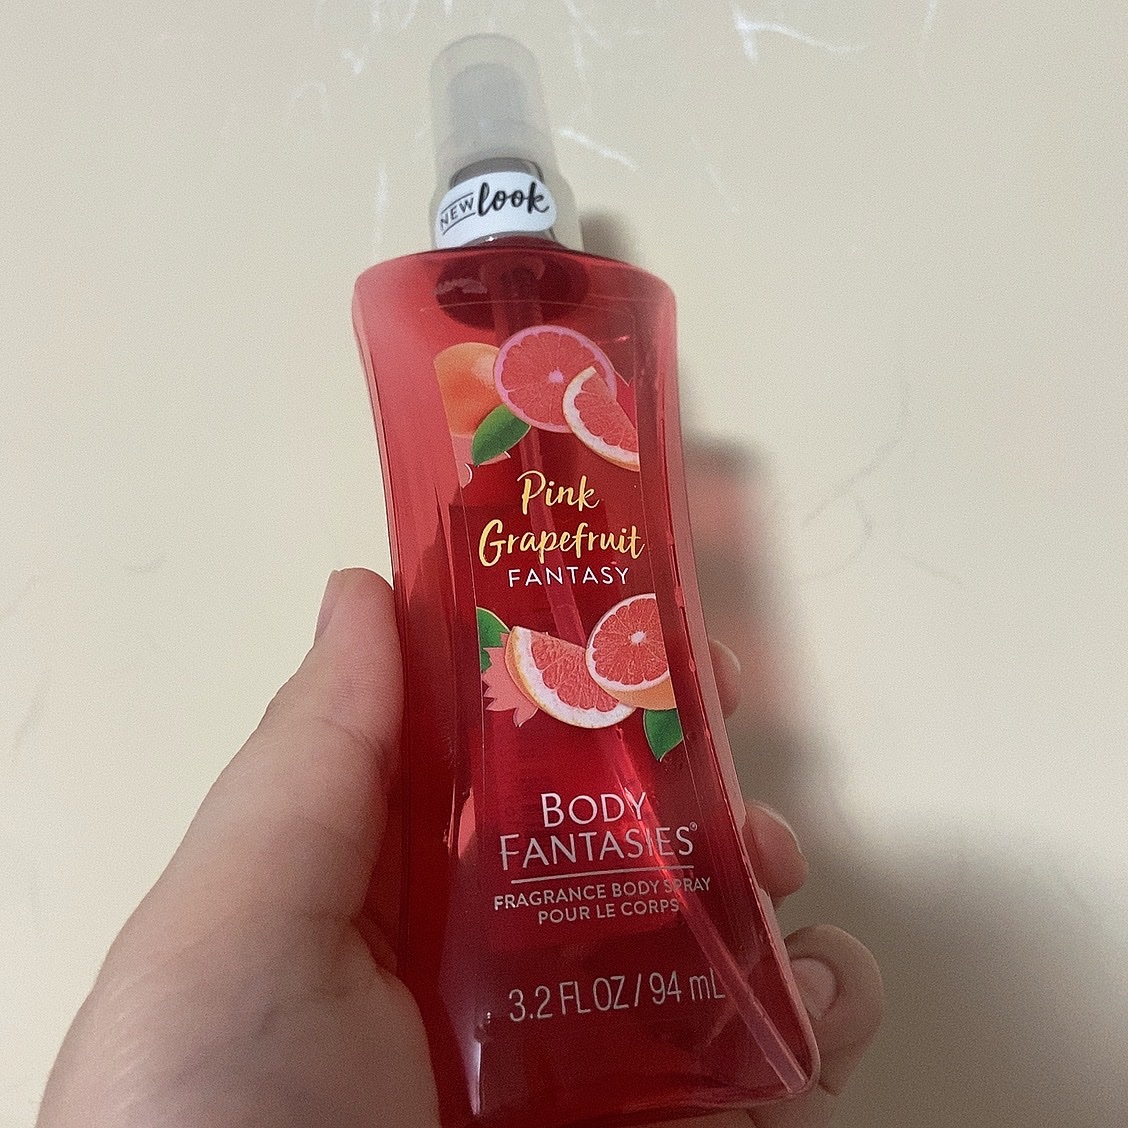 NEW look
Pink
Grapefruit
FANTASY
BODY
FANTASIES®
FRAGRANCE BODY SPRAY
POUR LE CORPS
3.2 FL OZ / 94 mL